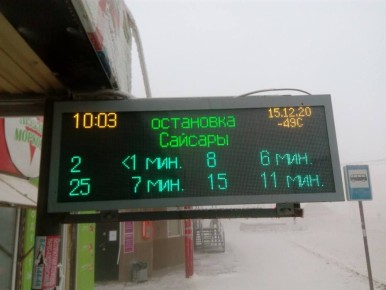 10:03 остановка 15.12.20
Сайсары -49C
2 <1 мин. 8 6 мин.
25 7 мин. 15 11 мин.